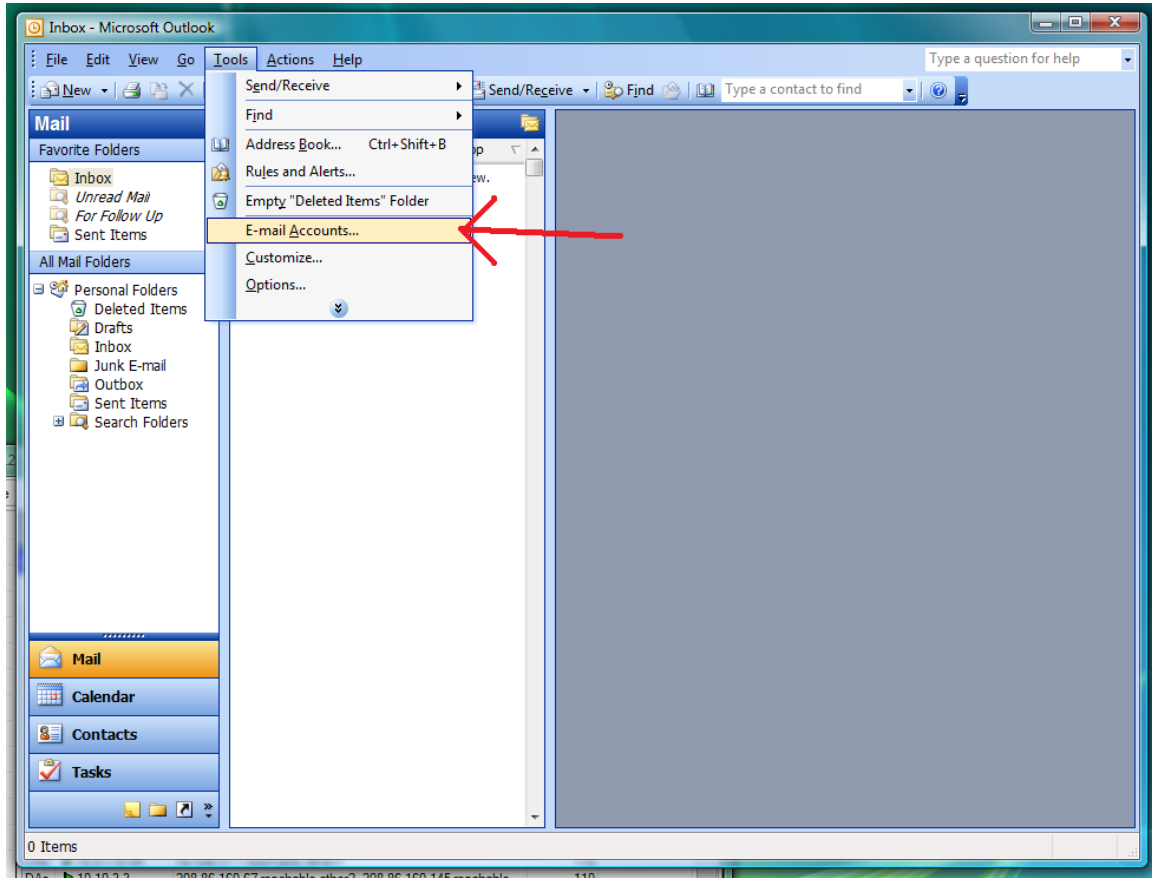 Inbox - Microsoft Outlook
File Edit View Go Tools Actions Help
Type a question for help
New
Send/Receive
Find
Type a contact to find
Mail
Favorite Folders
Inbox
Unread Mail
For Follow Up
Sent Items
All Mail Folders
Personal Folders
Deleted Items
Drafts
Inbox
Junk E-mail
Outbox
Sent Items
Search Folders
Send/Receive
Find
Address Book... Ctrl+Shift+B
Rules and Alerts...
Empty "Deleted Items" Folder
E-mail Accounts...
Customize...
Options...
ew.
Mail
Calendar
Contacts
Tasks
0 Items